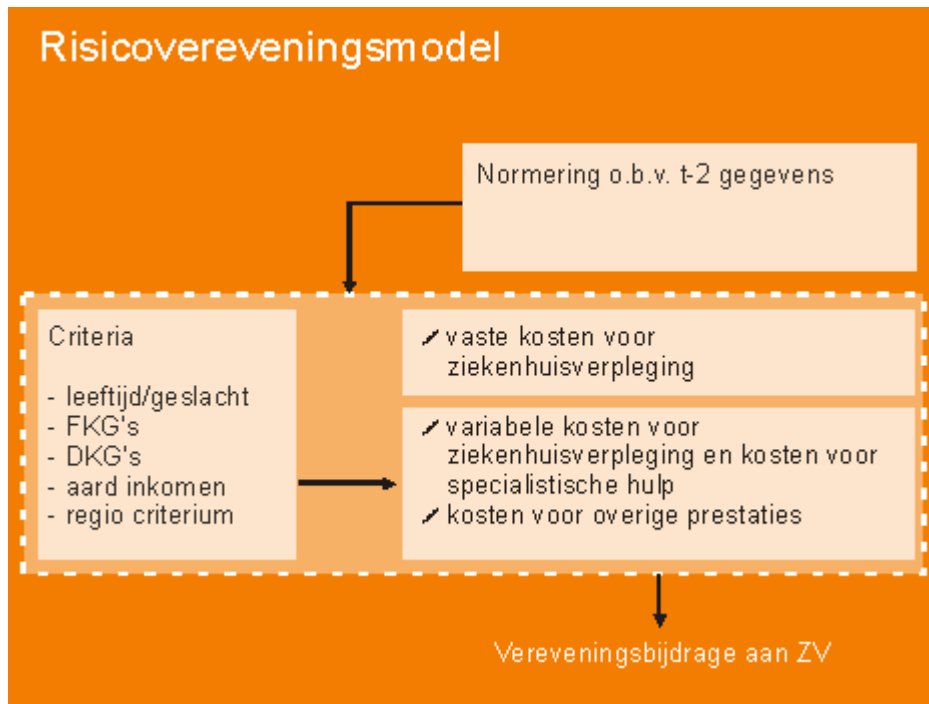 Risicovereveningsmodel
Normering o.b.v. t-2 gegevens
Criteria
- leeftijd/geslacht
- FKG's
- DKG's
- aard inkomen
- regio criterium
vaste kosten voor
ziekenhuisverpleging
variabele kosten voor
ziekenhuisverpleging en kosten voor
specialistische hulp
kosten voor overige prestaties
Vereveningsbijdrage aan ZV